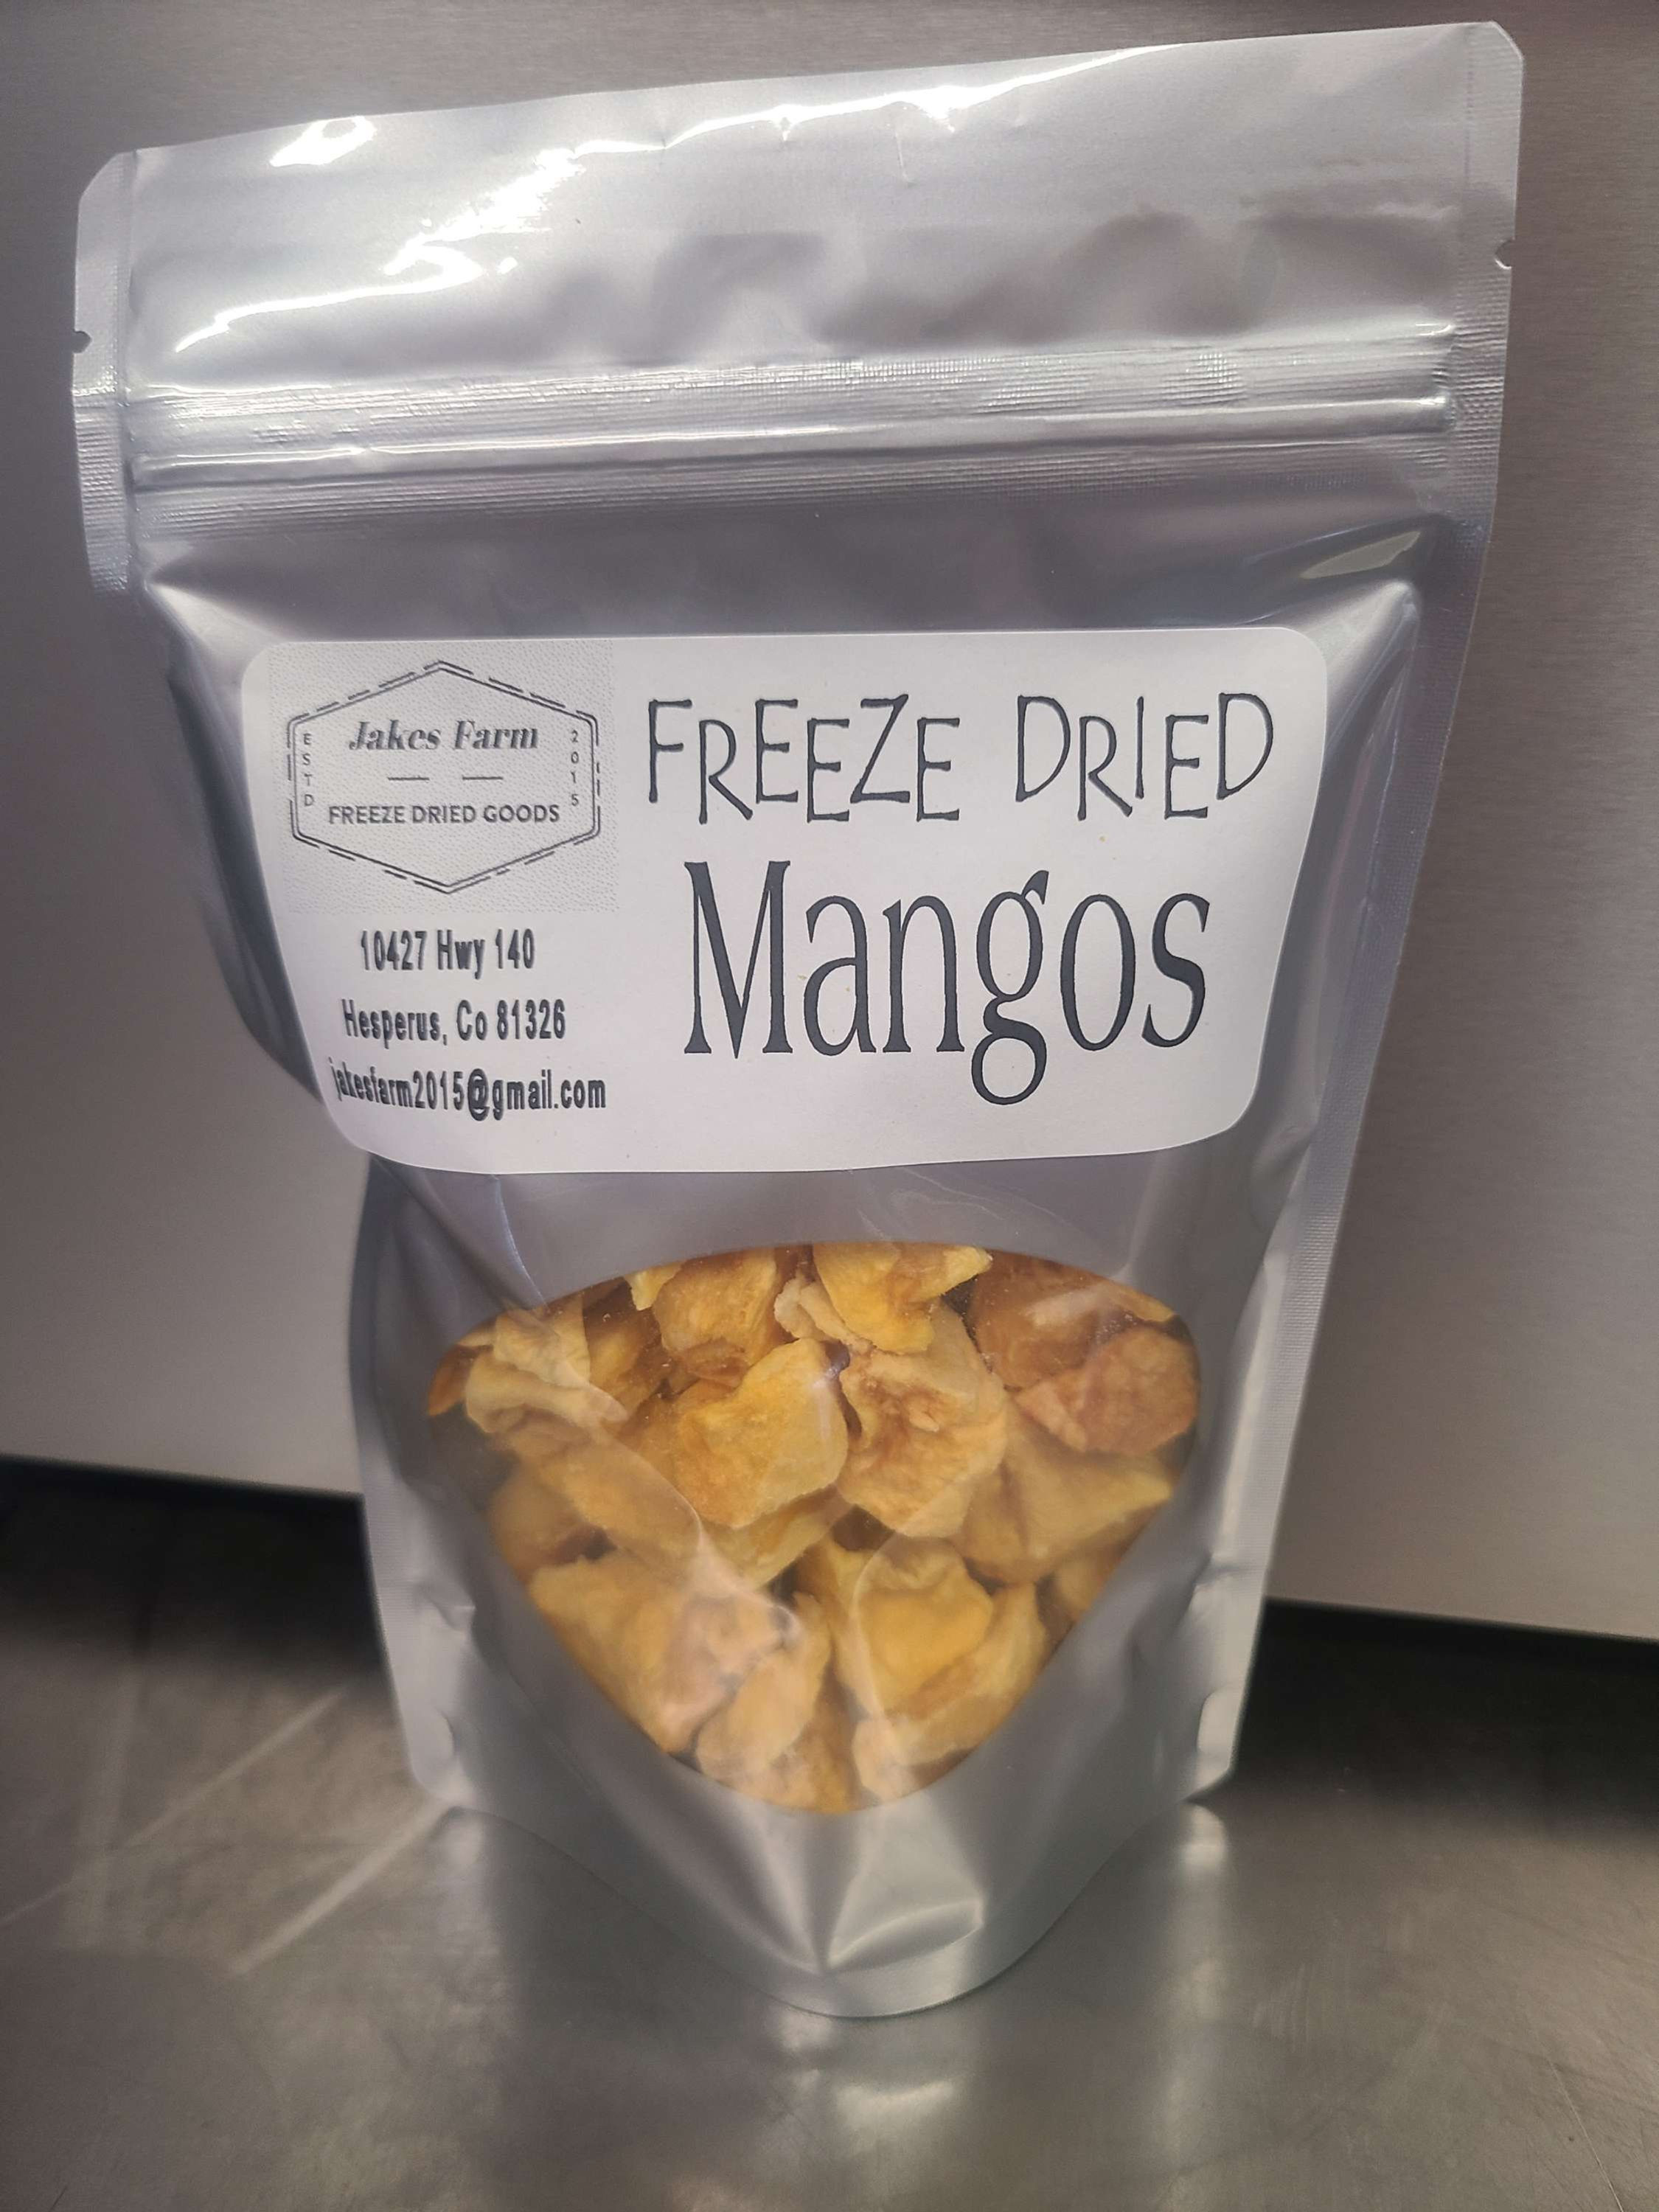 Jakes Farm
ESTD
2015
FREEZE DRIED GOODS
10427 Hwy 140
Hesperus, Co 81326
jakesfarm2015@gmail.com
FREEZE DRIED
Mangos